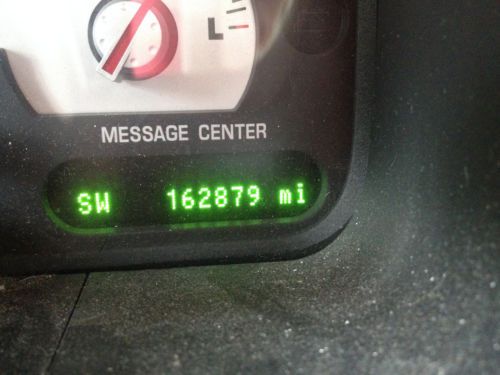 L
MESSAGE CENTER
SW 162879 mi